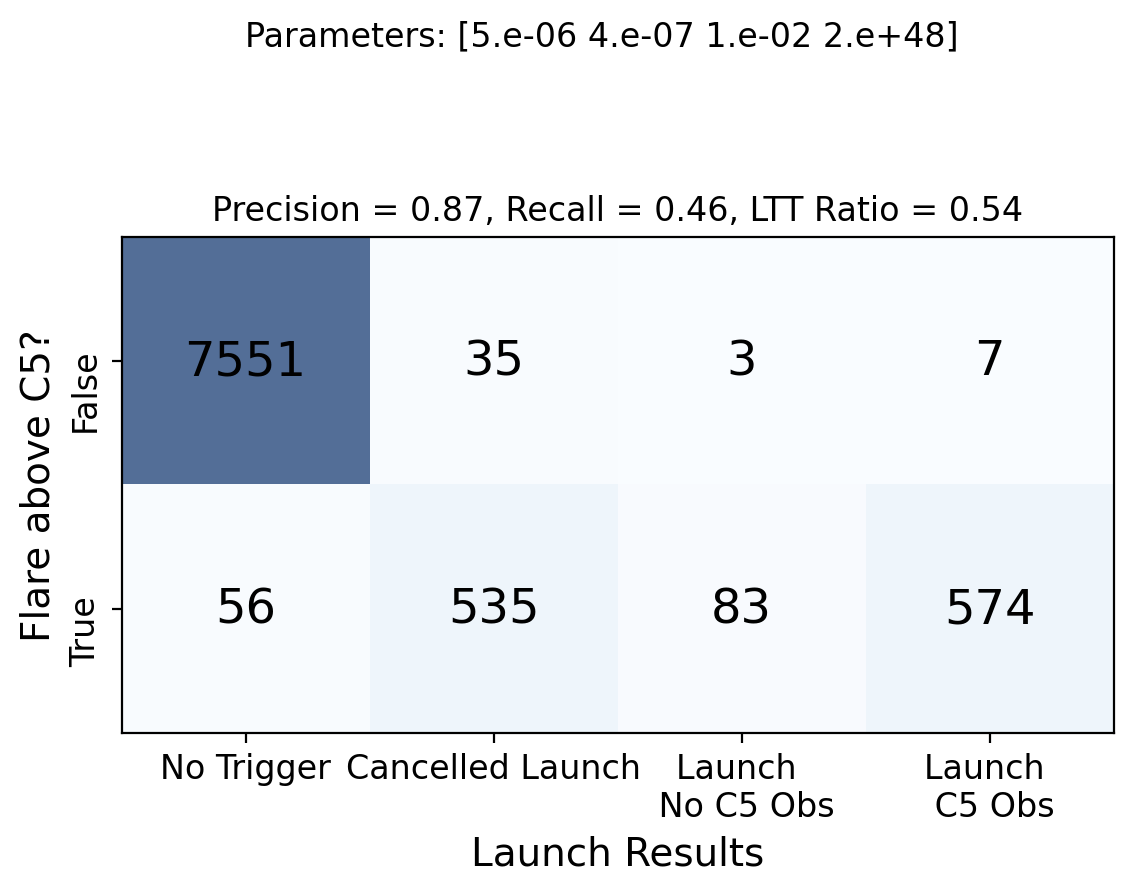 Parameters: [5.e-06 4.e-07 1.e-02 2.e+48]
Precision = 0.87, Recall = 0.46, LTT Ratio = 0.54
Flare above C5?
False
7551 35 3 7
True
56 535 83 574
No Trigger Cancelled Launch Launch Launch
No C5 Obs C5 Obs
Launch Results